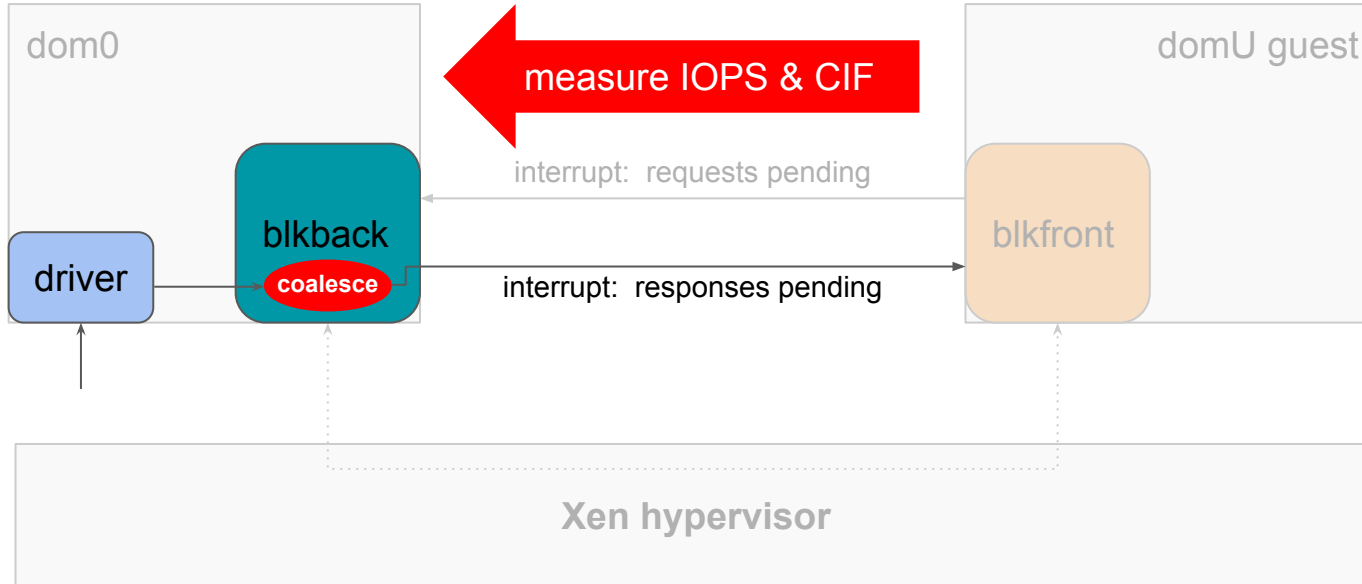 dom0
domU guest
measure IOPS & CIF
interrupt:  requests pending
blkback
blkfront
driver
coalesce
interrupt:  responses pending
Xen hypervisor